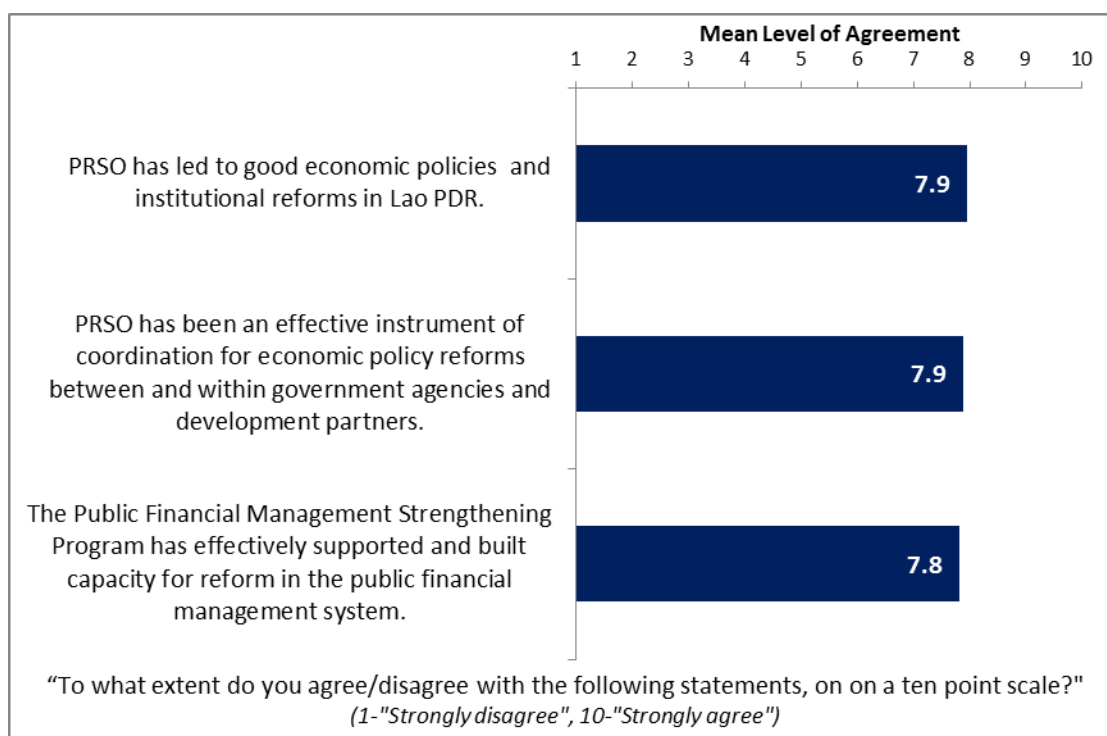 Mean Level of Agreement
1 2 3 4 5 6 7 8 9 10
PRSO has led to good economic policies and
institutional reforms in Lao PDR.
7.9
PRSO has been an effective instrument of
coordination for economic policy reforms
between and within government agencies and
development partners.
7.9
The Public Financial Management Strengthening
Program has effectively supported and built
capacity for reform in the public financial
management system.
7.8
“To what extent do you agree/disagree with the following statements, on on a ten point scale?"
(1-"Strongly disagree", 10-"Strongly agree")